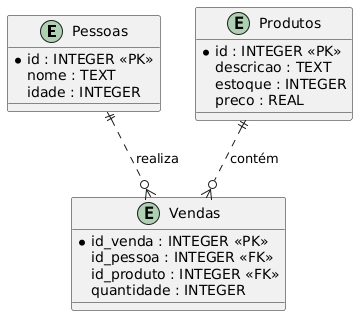 E Pessoas
id : INTEGER «PK»
nome : TEXT
idade : INTEGER
E Produtos
id : INTEGER «PK»
descricao : TEXT
estoque : INTEGER
preco : REAL
realiza
contém
E Vendas
id_venda : INTEGER «PK»
id_pessoa : INTEGER «FK»
id_produto : INTEGER «FK»
quantidade : INTEGER